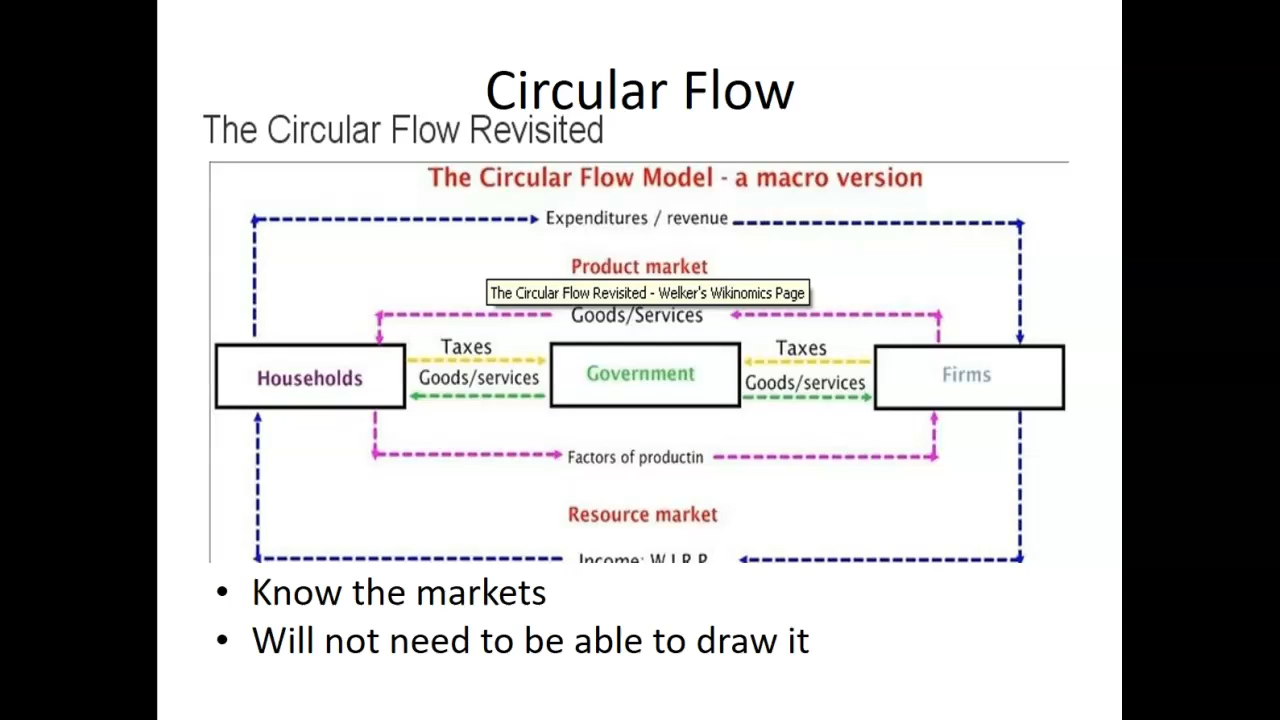 Circular Flow
The Circular Flow Revisited
The Circular Flow Model - a macro version
Expenditures / revenue
Product market
The Circular Flow Revisited - Welker's Wikinomics Page
Goods/Services
Taxes
Taxes
Households
Goods/services
Government
Goods/services
Firms
Factors of productin
Resource market
Income: W,I,R,P
• Know the markets
• Will not need to be able to draw it